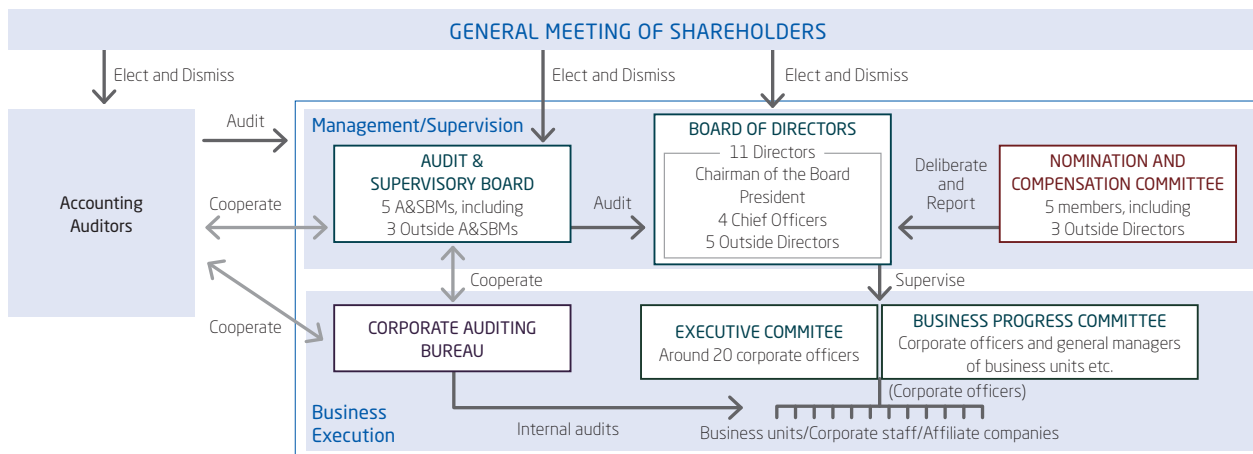 GENERAL MEETING OF SHAREHOLDERS
Elect and Dismiss
Elect and Dismiss
Elect and Dismiss
Accounting
Auditors
Audit
Cooperate
Cooperate
Management/Supervision
AUDIT &
SUPERVISORY BOARD
5 A&SBMs, including
3 Outside A&SBMs
Audit
BOARD OF DIRECTORS
11 Directors
Chairman of the Board
President
4 Chief Officers
5 Outside Directors
Deliberate
and
Report
NOMINATION AND
COMPENSATION COMMITTEE
5 members, including
3 Outside Directors
Cooperate
Supervise
CORPORATE AUDITING
BUREAU
EXECUTIVE COMMITEE
Around 20 corporate officers
BUSINESS PROGRESS COMMITTEE
Corporate officers and general managers
of business units etc.
(Corporate officers)
Business
Execution
Internal audits
Business units/Corporate staff/Affiliate companies